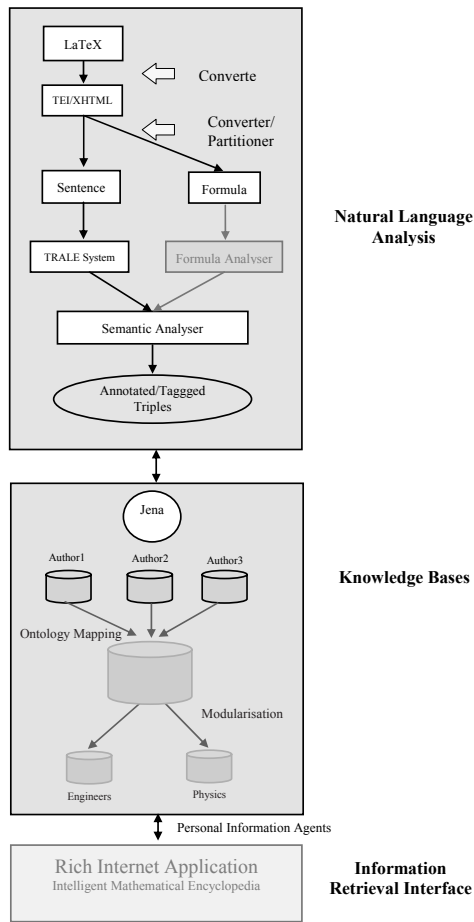 LaTeX
Converte
TEI/XHTML
Converter/
Partitioner
Sentence
Formula
Natural Language
Analysis
TRALE System
Formula Analyser
Semantic Analyser
Annotated/Taggged
Triples
Jena
Author1
Author2
Author3
Knowledge Bases
Ontology Mapping
Modularisation
Engineers
Physics
Personal Information Agents
Rich Internet Application
Intelligent Mathematical Encyclopedia
Information
Retrieval Interface